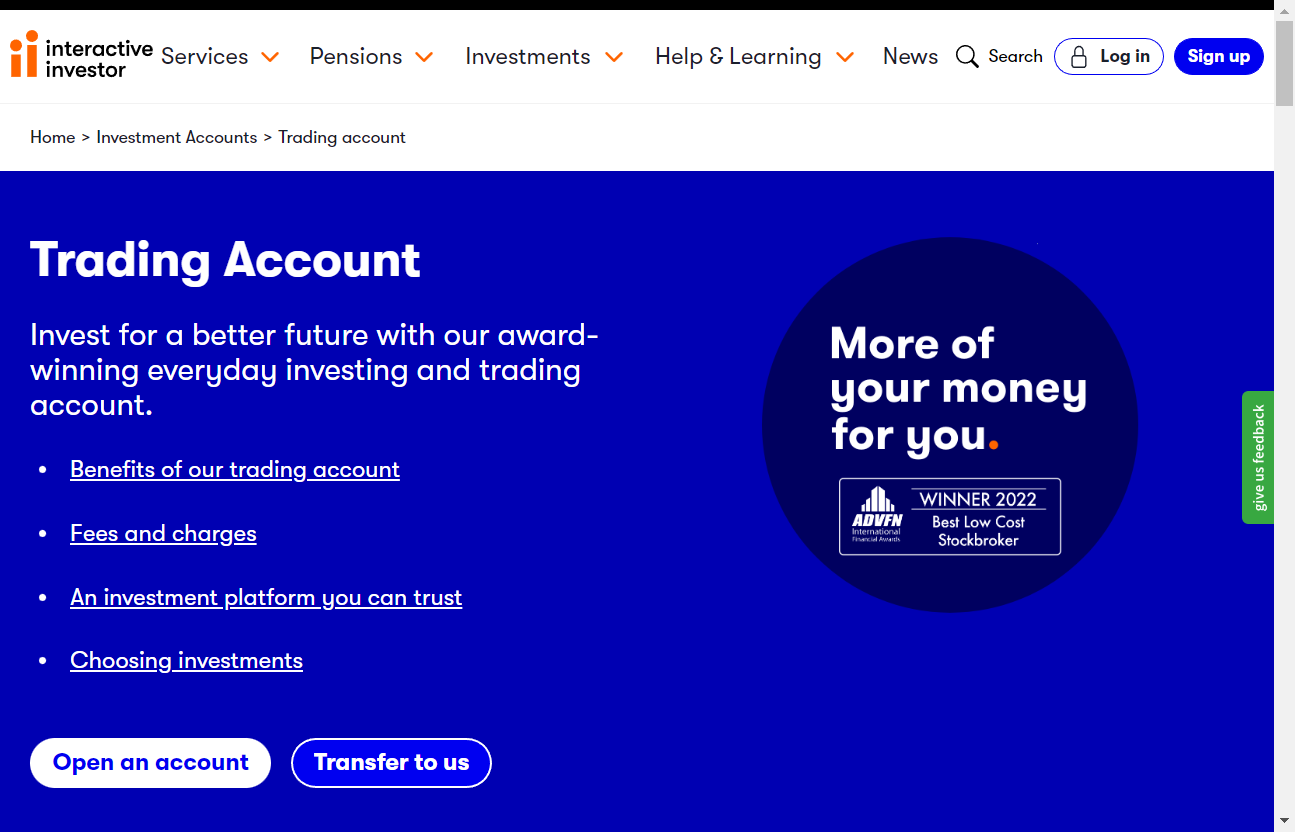 interactive
investor
Services
Pensions
Investments
Help & Learning
News
Search
Log in
Sign up
Home > Investment Accounts > Trading account
Trading Account
Invest for a better future with our award-
winning everyday investing and trading
account.
• Benefits of our trading account
• Fees and charges
• An investment platform you can trust
• Choosing investments
Open an account
Transfer to us
More of
your money
for you.
ADVFN
International
Financial Awards
WINNER 2022
Best Low Cost
Stockbroker
give us feedback